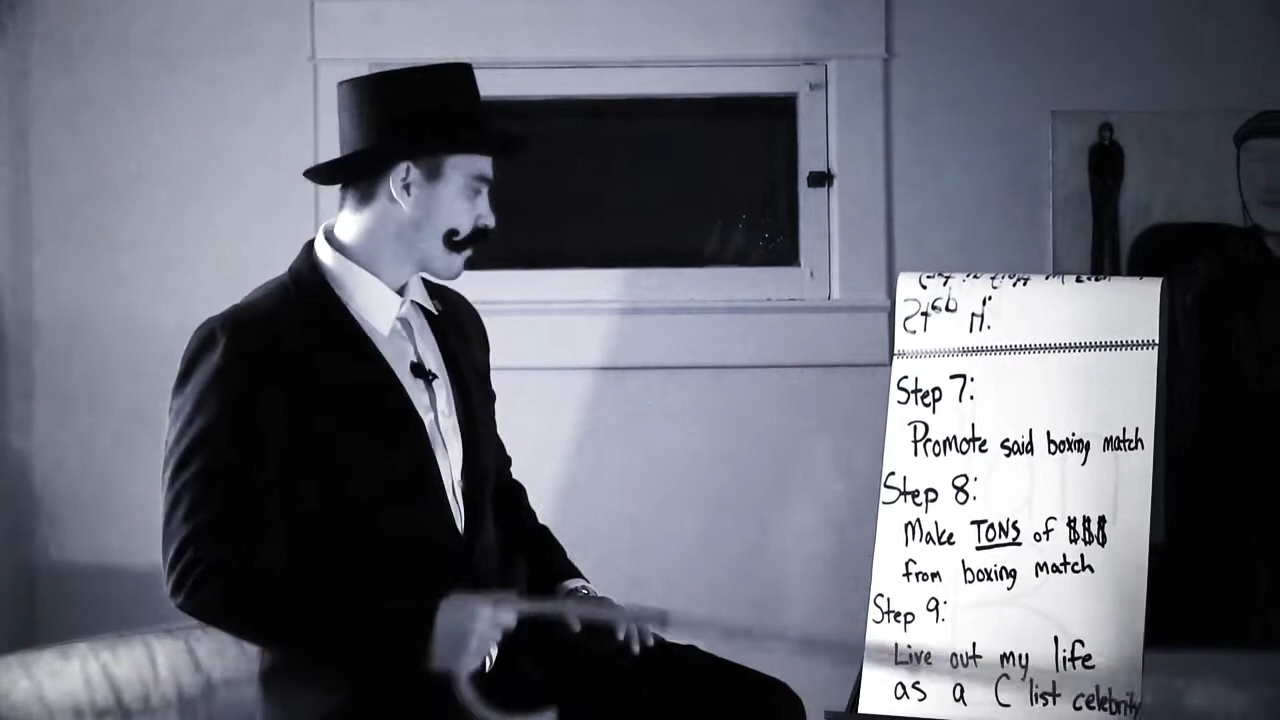 Step 7:
Promote said boxing match
Step 8:
Make TONS of $$$
from boxing match
Step 9:
Live out my life
as a C list celebrity